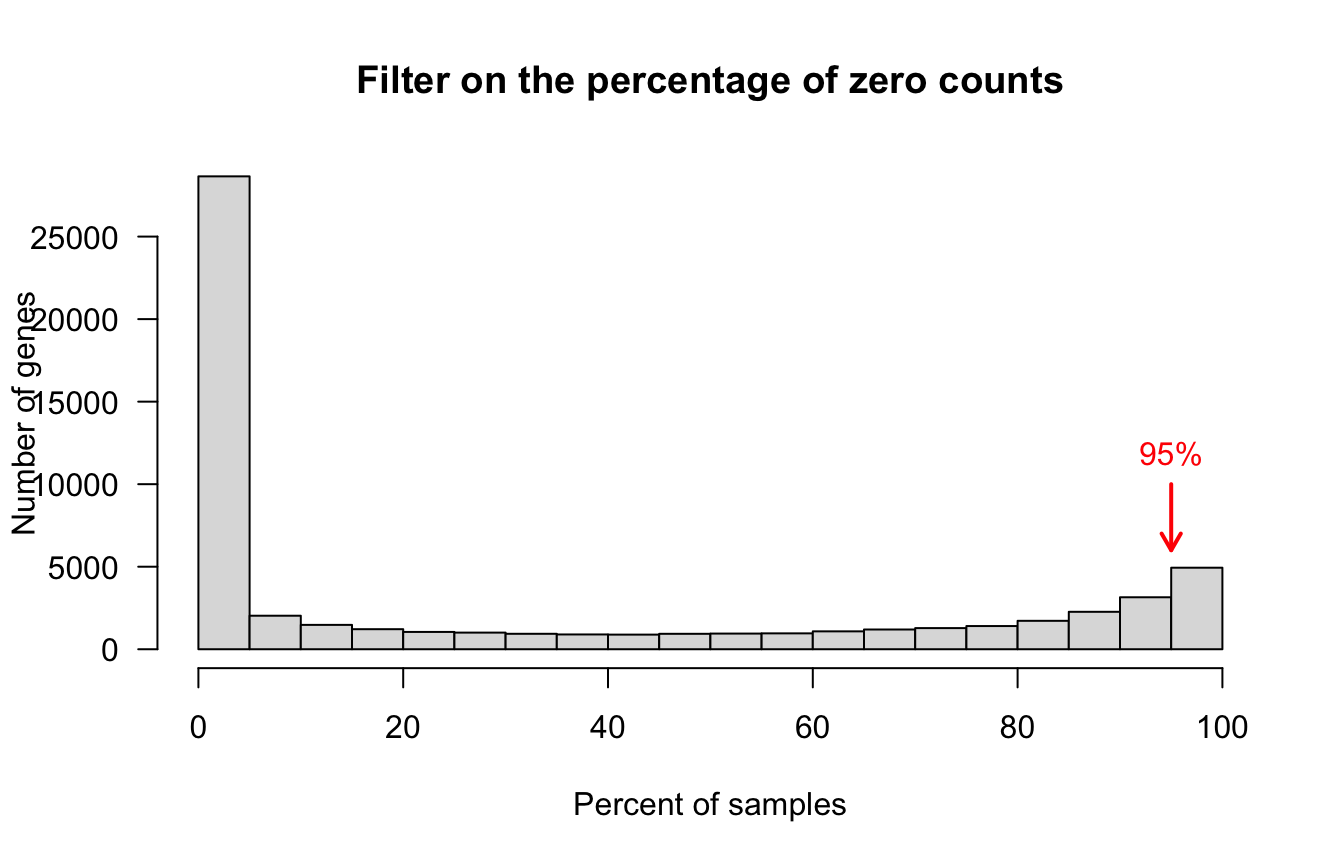 Filter on the percentage of zero counts
25000
20000
15000
10000
5000
0
Number of genes
95%
0 20 40 60 80 100
Percent of samples